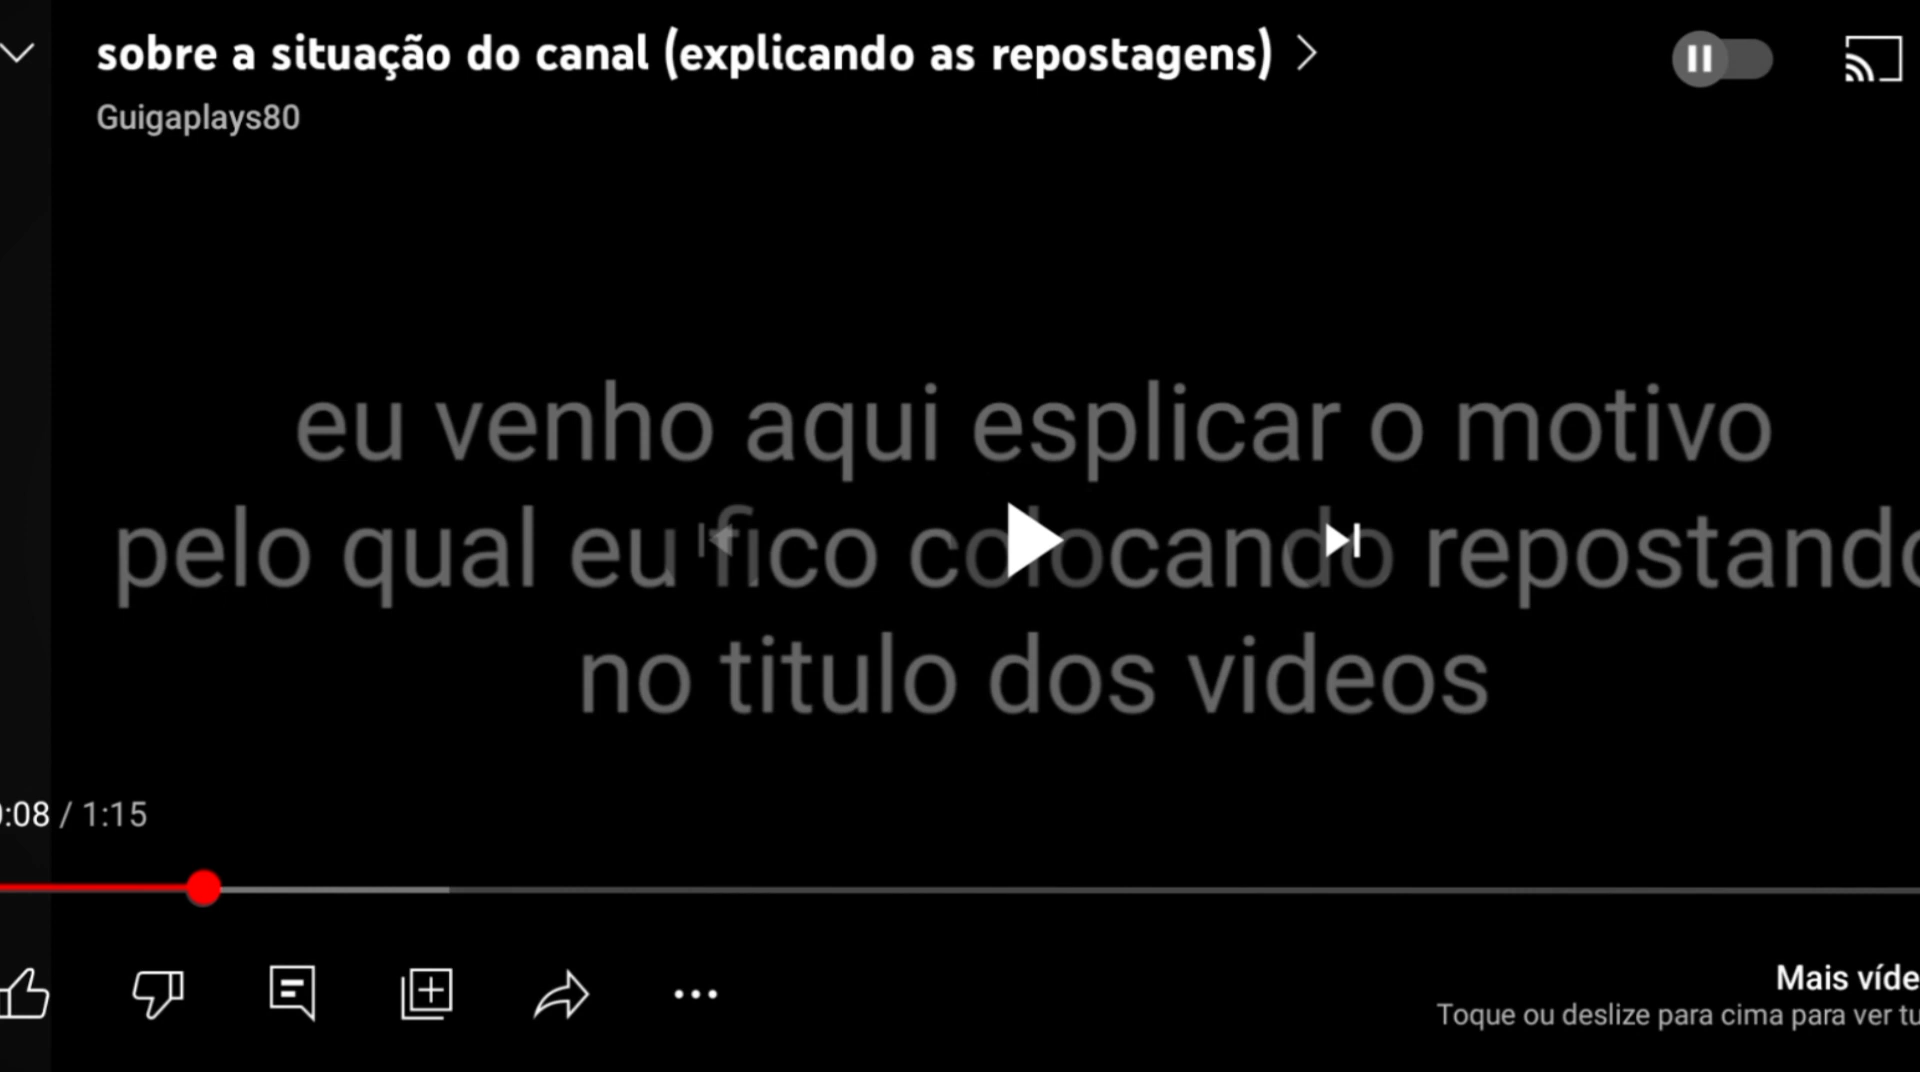 sobre a situação do canal (explicando as repostagens)
Guigaplays80
eu venho aqui esplicar o motivo
pelo qual eu fico colocando repostando
no titulo dos videos
:08 / 1:15
Mais víde
Toque ou deslize para cima para ver tu